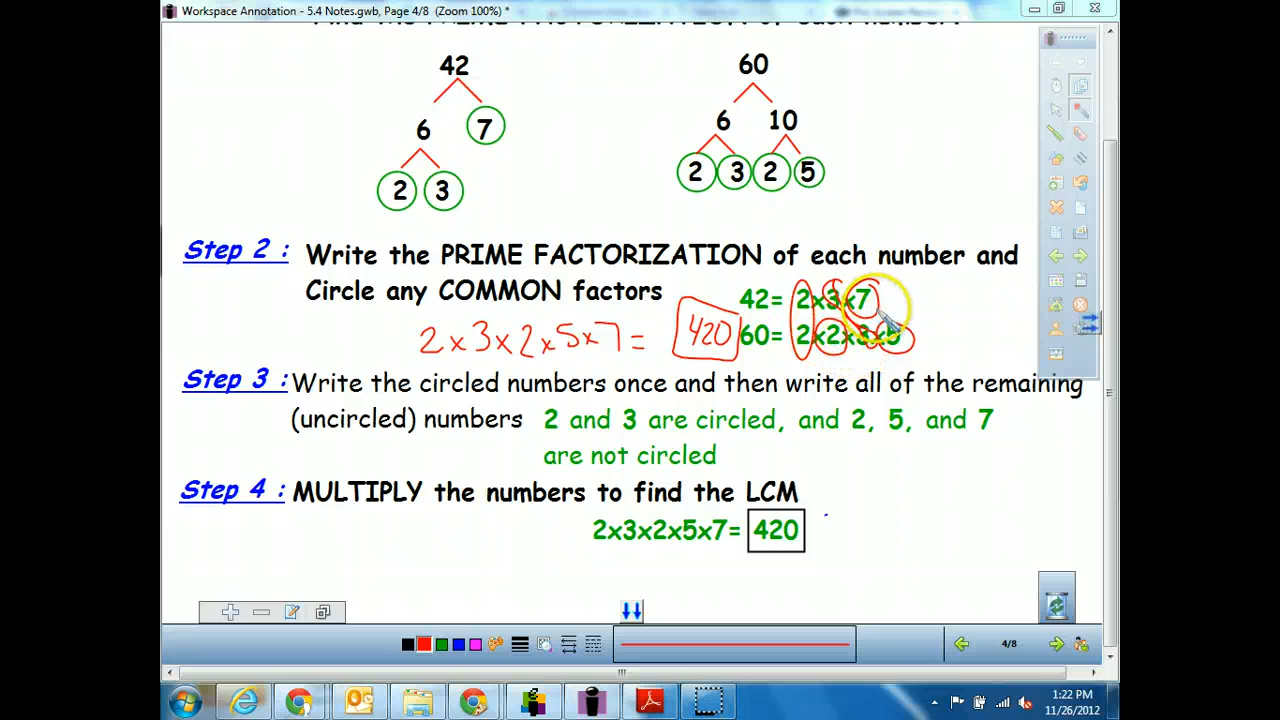 Workspace Annotation - 5.4 Notes.gwb, Page 4/8 (Zoom 100%) *
42
60
6 7
6 10
2 3
2 3 2 5
Step 2 : Write the PRIME FACTORIZATION of each number and
Circle any COMMON factors
42= 2x3x7
60= 2x2x3x5
2x3x2x5x7= 420
Step 3 : Write the circled numbers once and then write all of the remaining
(uncircled) numbers 2 and 3 are circled, and 2, 5, and 7
are not circled
Step 4 : MULTIPLY the numbers to find the LCM
2x3x2x5x7= 420
4/8
1:22 PM
11/26/2012